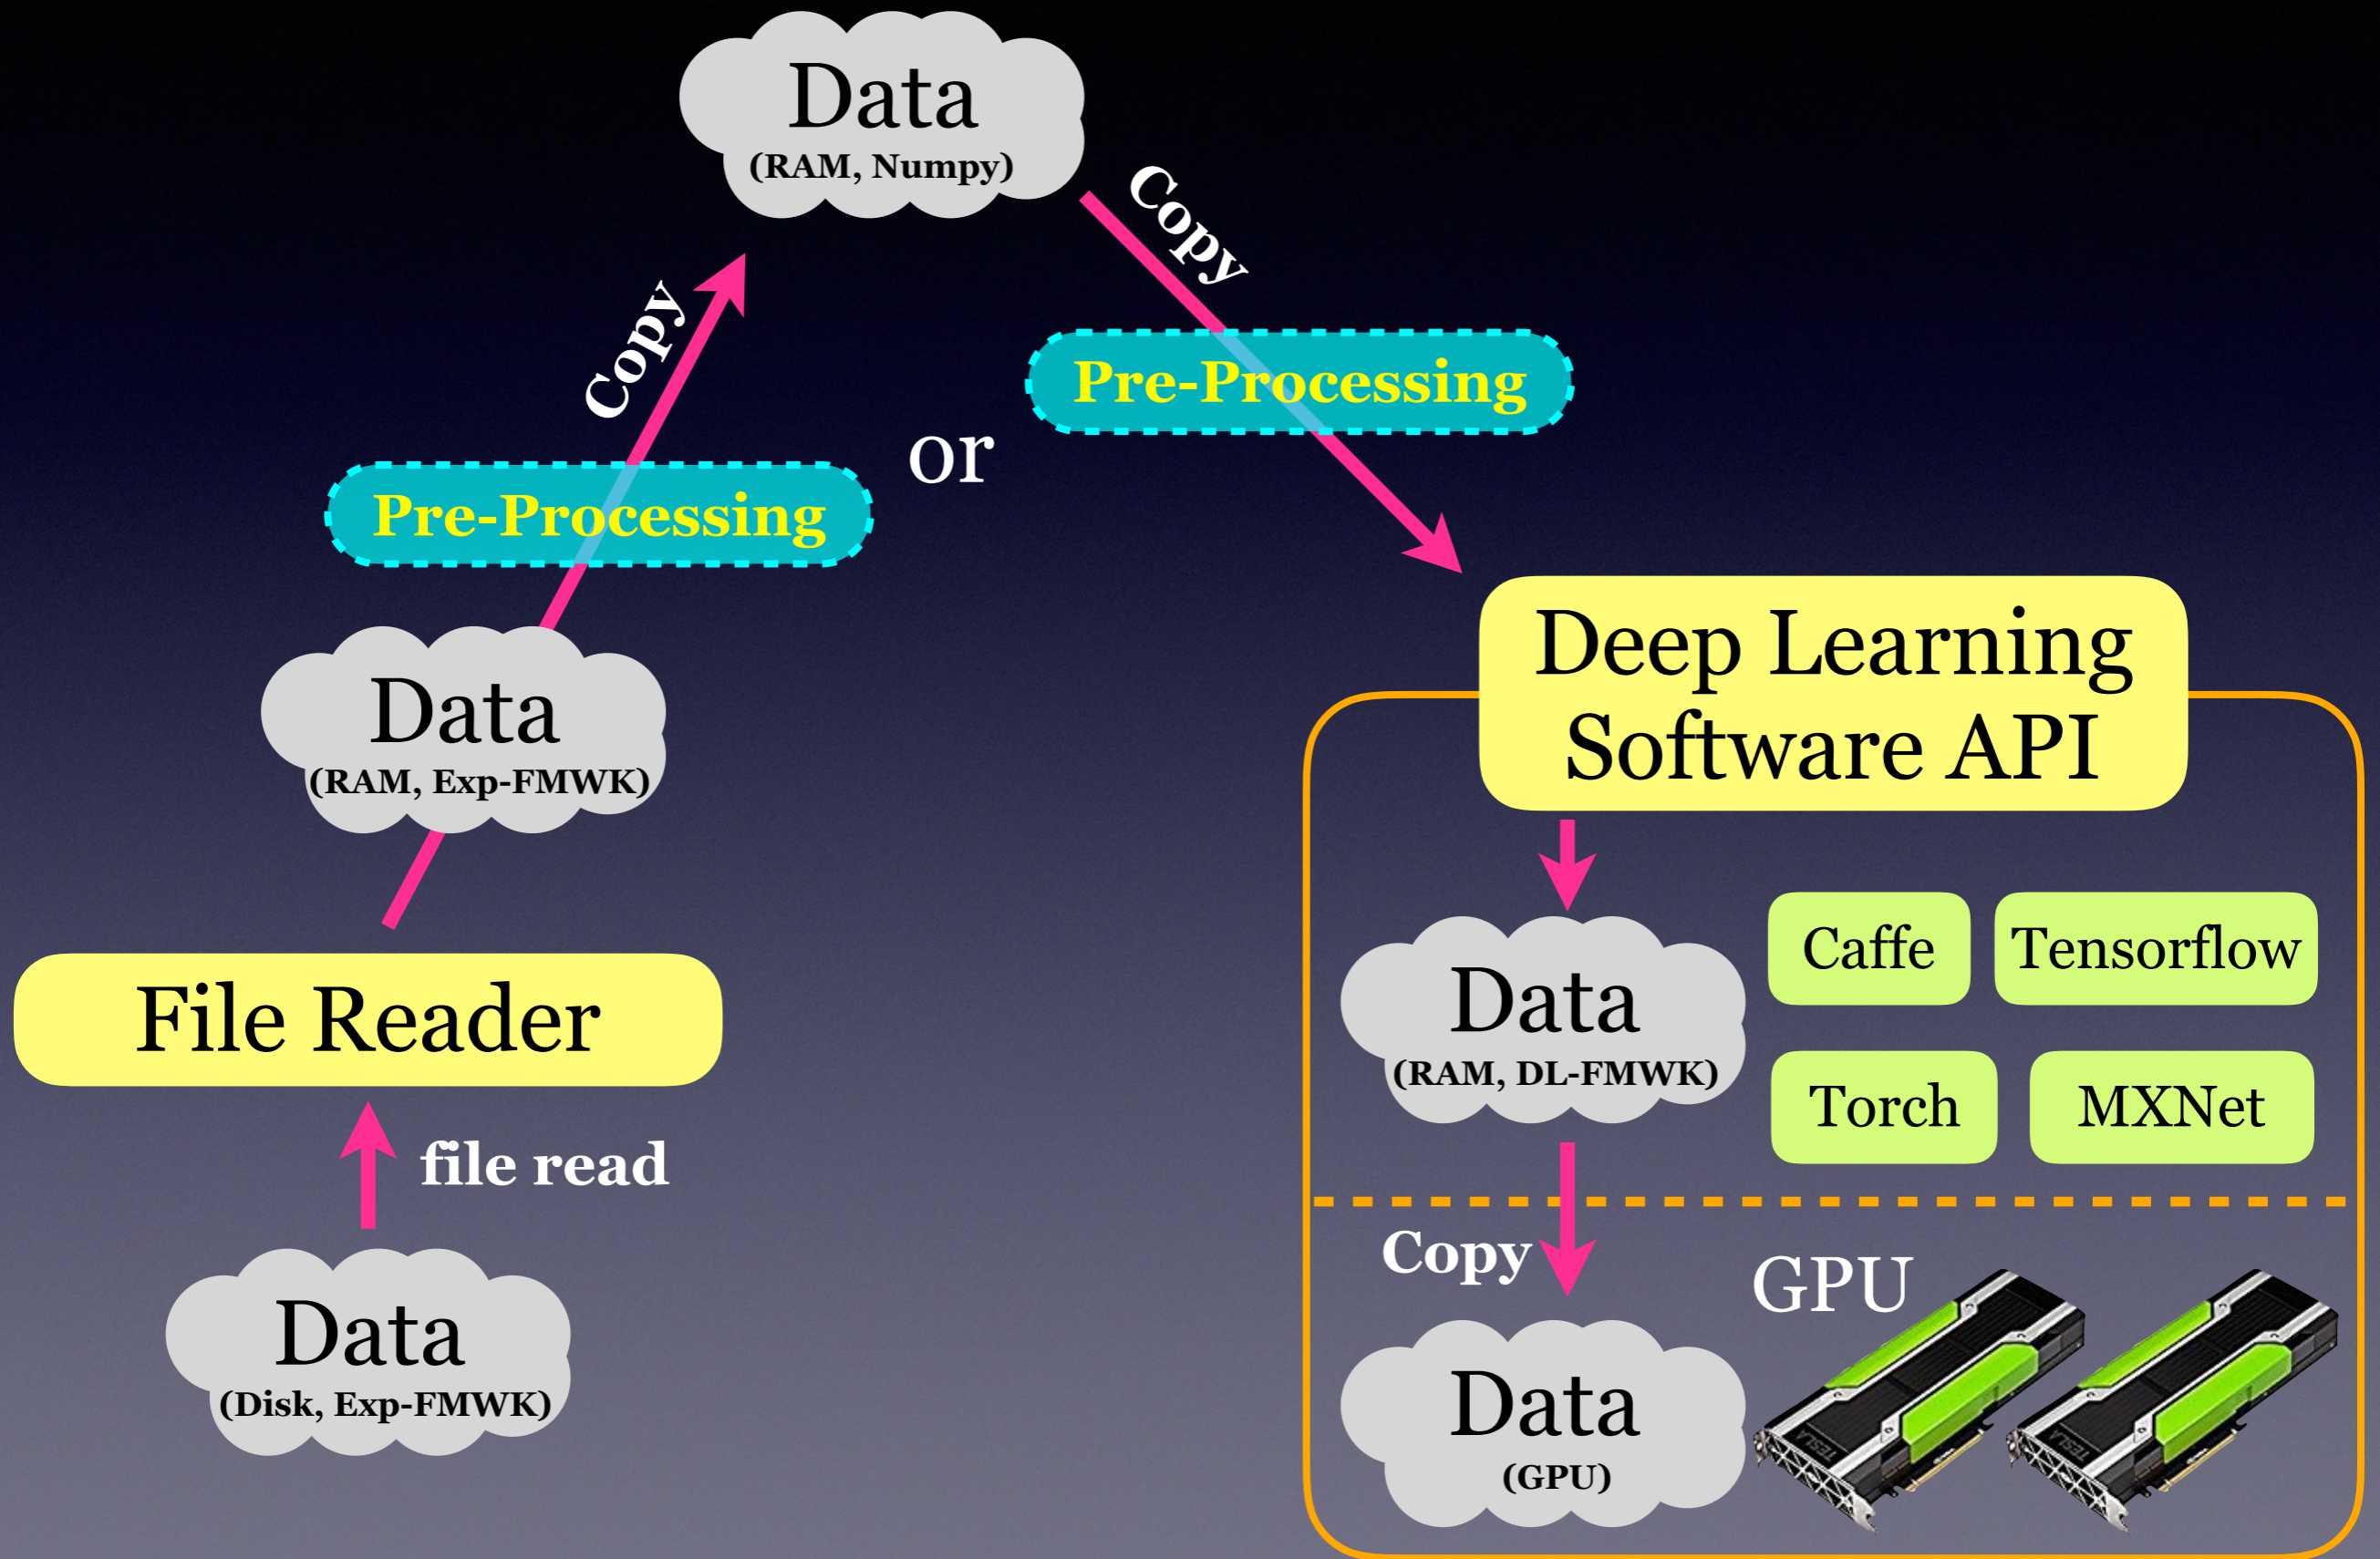 Data
(RAM, Numpy)
Copy
Copy
Pre-Processing
or
Pre-Processing
Data
(RAM, Exp-FMWK)
File Reader
file read
Data
(Disk, Exp-FMWK)
Deep Learning
Software API
Data
(RAM, DL-FMWK)
Caffe
Tensorflow
Torch
MXNet
Copy
GPU
Data
(GPU)
TESLA
TESLA